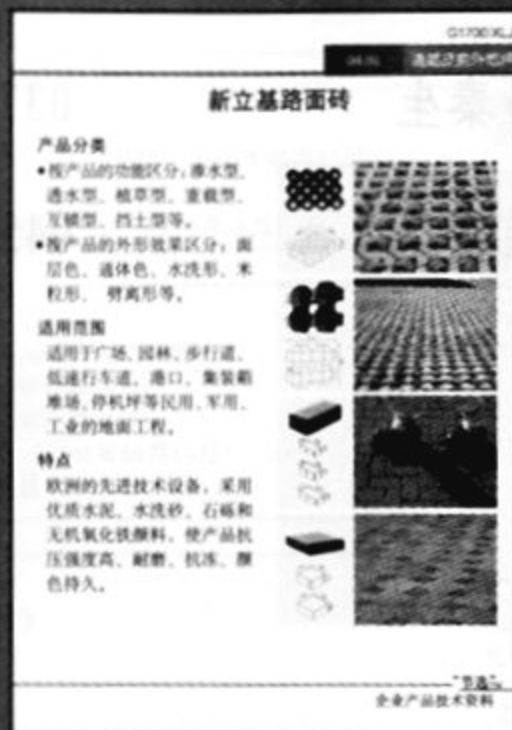 G1700XLJ
新立基路面砖
产品分类
•按产品的功能区分：渗水型、
透水型、植草型、重载型、
互锁型、挡土型等。
•按产品的外形效果区分：面
层色、通体色、水洗形、米
粒形、劈离形等。
适用范围
适用于广场、园林、步行道、
低速行车道、港口、集装箱
堆场、停机坪等民用、军用、
工业的地面工程。
特点
欧洲的先进技术设备，采用
优质水泥、水洗砂、石砾和
无机氧化铁颜料，使产品抗
压强度高、耐磨、抗冻、颜
色持久。
"节选"
企业产品技术资料